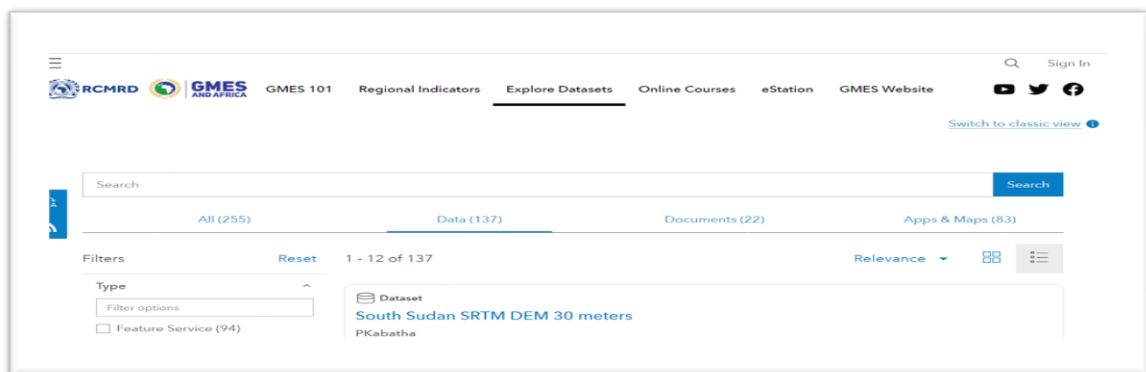 Sign In
RCMRD GMES AND AFRICA GMES 101 Regional Indicators Explore Datasets Online Courses eStation GMES Website
Switch to classic view
Search Search
All (255) Data (137) Documents (22) Apps & Maps (83)
Filters Reset 1 - 12 of 137 Relevance
Type
Filter options
Dataset
South Sudan SRTM DEM 30 meters
Feature Service (94)
PKabatha